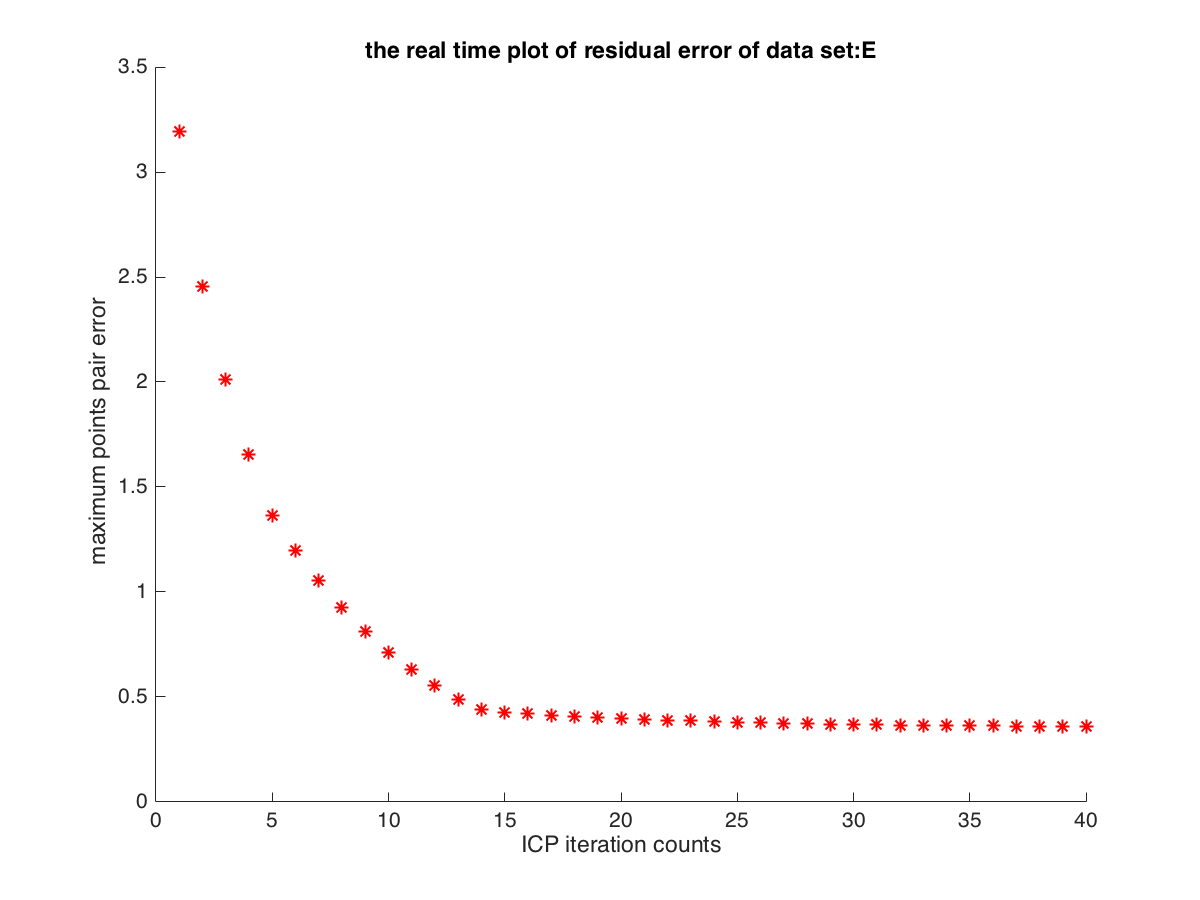 the real time plot of residual error of data set:E
3.5
3
2.5
2
1.5
1
0.5
0
maximum points pair error
0 5 10 15 20 25 30 35 40
ICP iteration counts